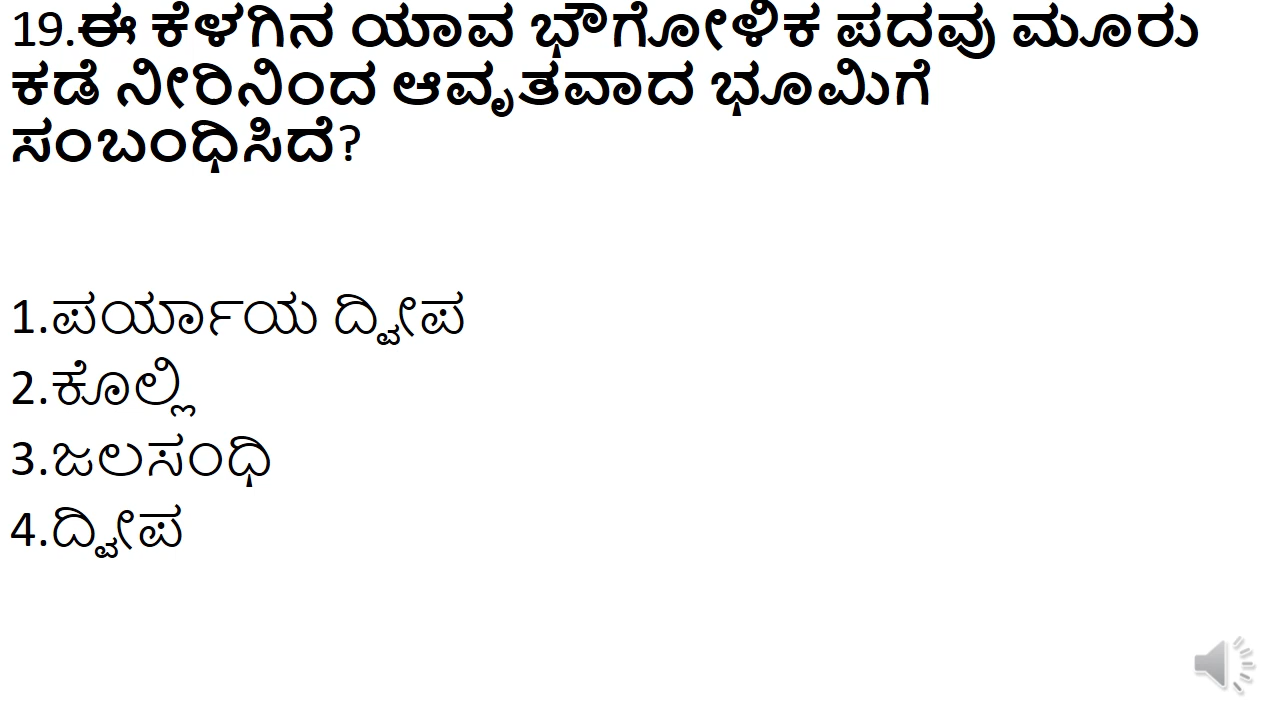 19.ಈ ಕೆಳಗಿನ ಯಾವ ಭೌಗೋಳಿಕ ಪದವು ಮೂರು
ಕಡೆ ನೀರಿನಿಂದ ಆವೃತವಾದ ಭೂಮಿಗೆ
ಸಂಬಂಧಿಸಿದೆ?
1.ಪರ್ಯಾಯ ದ್ವೀಪ
2.ಕೊಲ್ಲಿ
3.ಜಲಸಂಧಿ
4.ದ್ವೀಪ